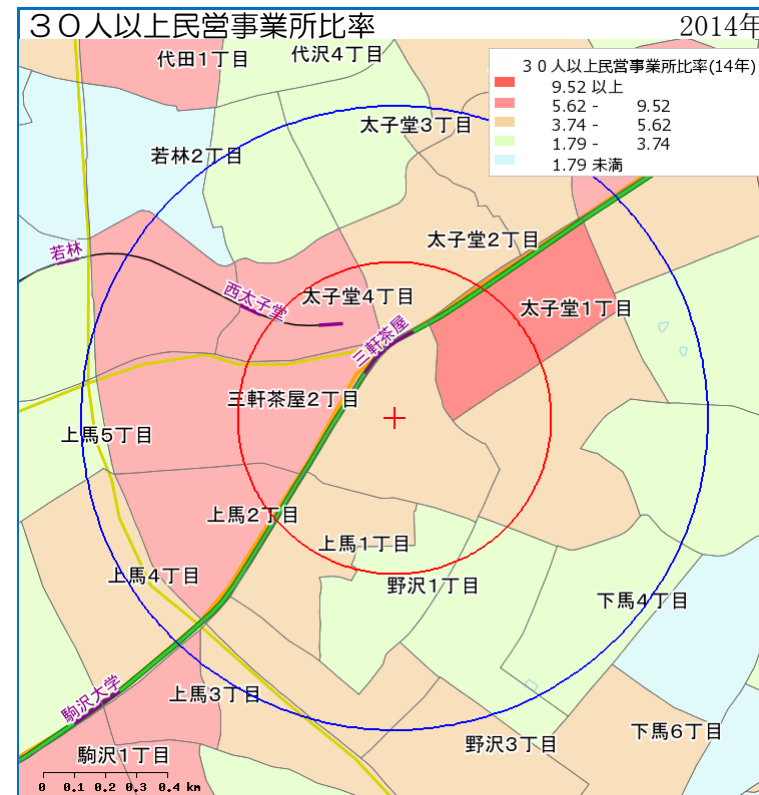 ３０人以上民営事業所比率
2014年
３０人以上民営事業所比率(14年)
9.52 以上
5.62 - 9.52
3.74 - 5.62
1.79 - 3.74
1.79 未満
代田１丁目
代沢４丁目
太子堂３丁目
若林２丁目
太子堂２丁目
若林
西太子堂
太子堂４丁目
太子堂１丁目
三軒茶屋
三軒茶屋２丁目
上馬５丁目
上馬２丁目
上馬１丁目
上馬４丁目
野沢１丁目
下馬４丁目
駒沢大学
上馬３丁目
下馬６丁目
野沢３丁目
駒沢１丁目
0 0.1 0.2 0.3 0.4 km